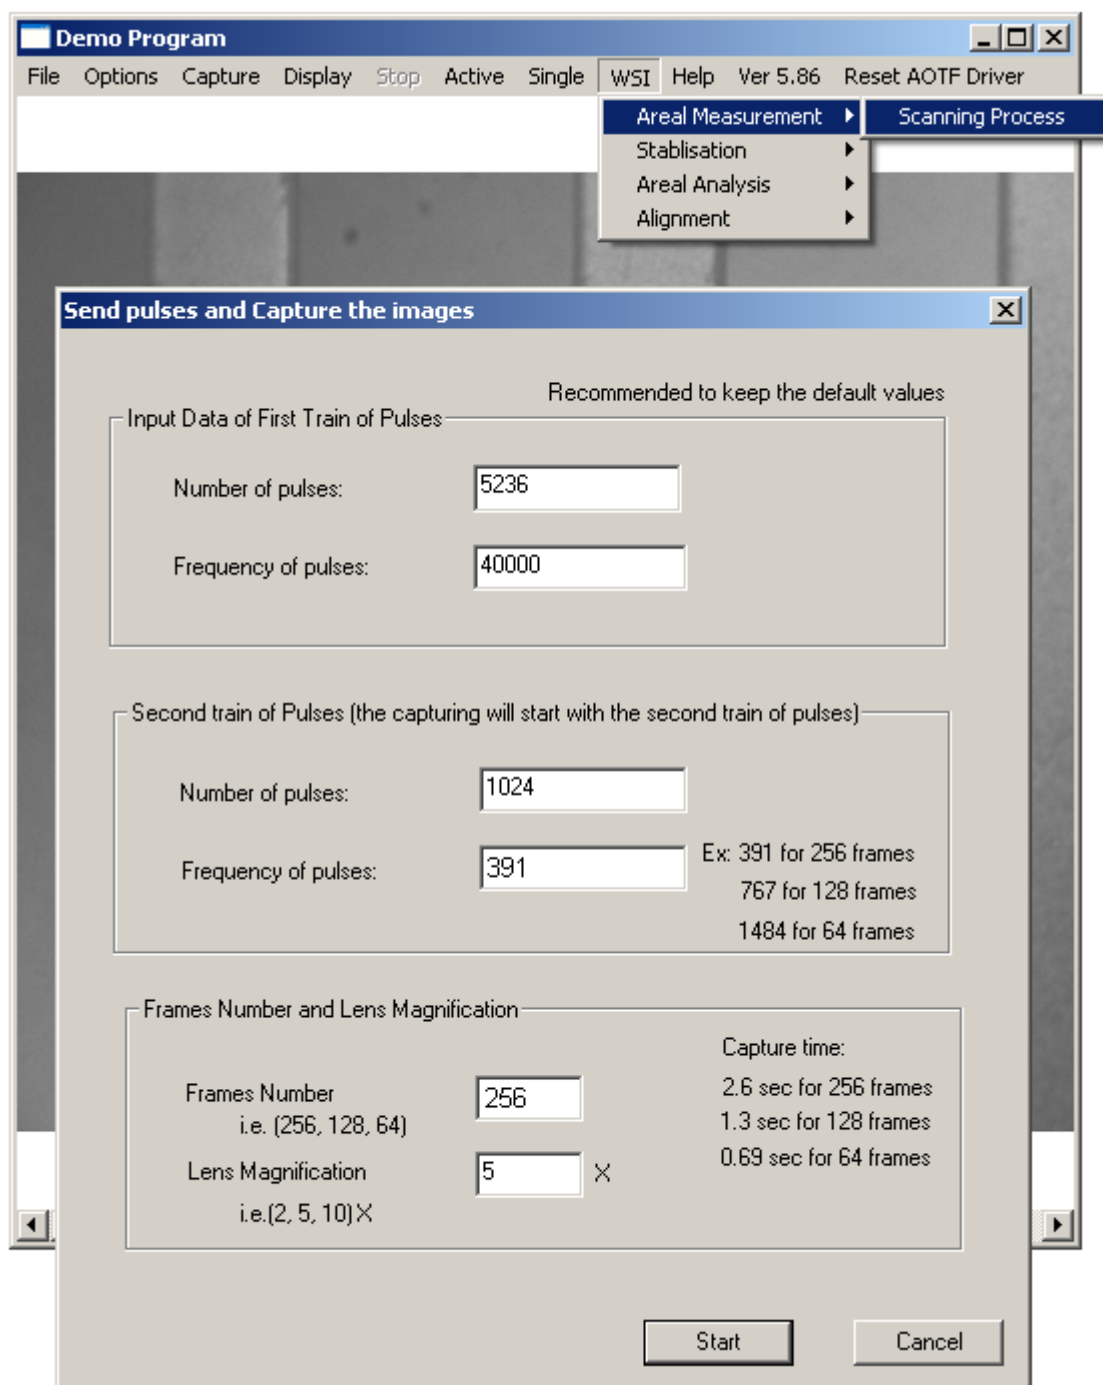 Demo Program
File Options Capture Display Stop Active Single WSI Help Ver 5.86 Reset AOTF Driver
Areal Measurement
Scanning Process
Stablisation
Areal Analysis
Alignment
Send pulses and Capture the images
Recommended to keep the default values
Input Data of First Train of Pulses
Number of pulses: 5236
Frequency of pulses: 40000
Second train of Pulses (the capturing will start with the second train of pulses)
Number of pulses: 1024
Frequency of pulses: 391 Ex: 391 for 256 frames
767 for 128 frames
1484 for 64 frames
Frames Number and Lens Magnification
Capture time:
Frames Number 256 2.6 sec for 256 frames
i.e. (256, 128, 64) 1.3 sec for 128 frames
Lens Magnification 5 X 0.69 sec for 64 frames
i.e.(2, 5, 10)X
Start Cancel